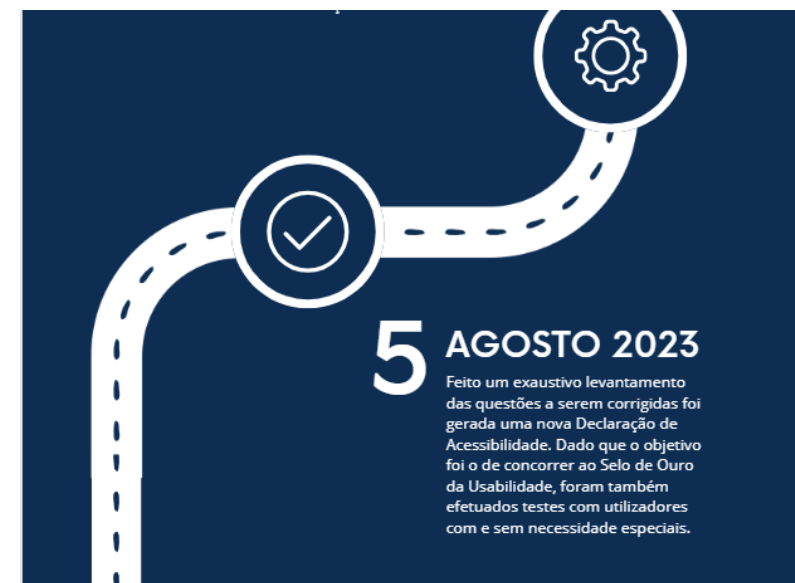 5
AGOSTO 2023
Feito um exaustivo levantamento
das questões a serem corrigidas foi
gerada uma nova Declaração de
Acessibilidade. Dado que o objetivo
foi o de concorrer ao Selo de Ouro
da Usabilidade, foram também
efetuados testes com utilizadores
com e sem necessidade especiais.